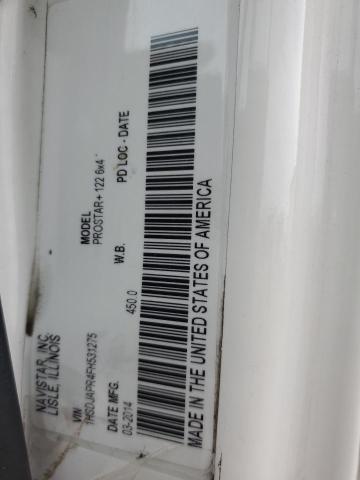 NAVISTAR, INC.
LISLE, ILLINOIS
VIN
1HSDJAPR4FH531275
MODEL
PROSTAR+ 122 6x4
DATE MFG.
03-2014
W.B.
450.0
PD LOC - DATE
MADE IN THE UNITED STATES OF AMERICA